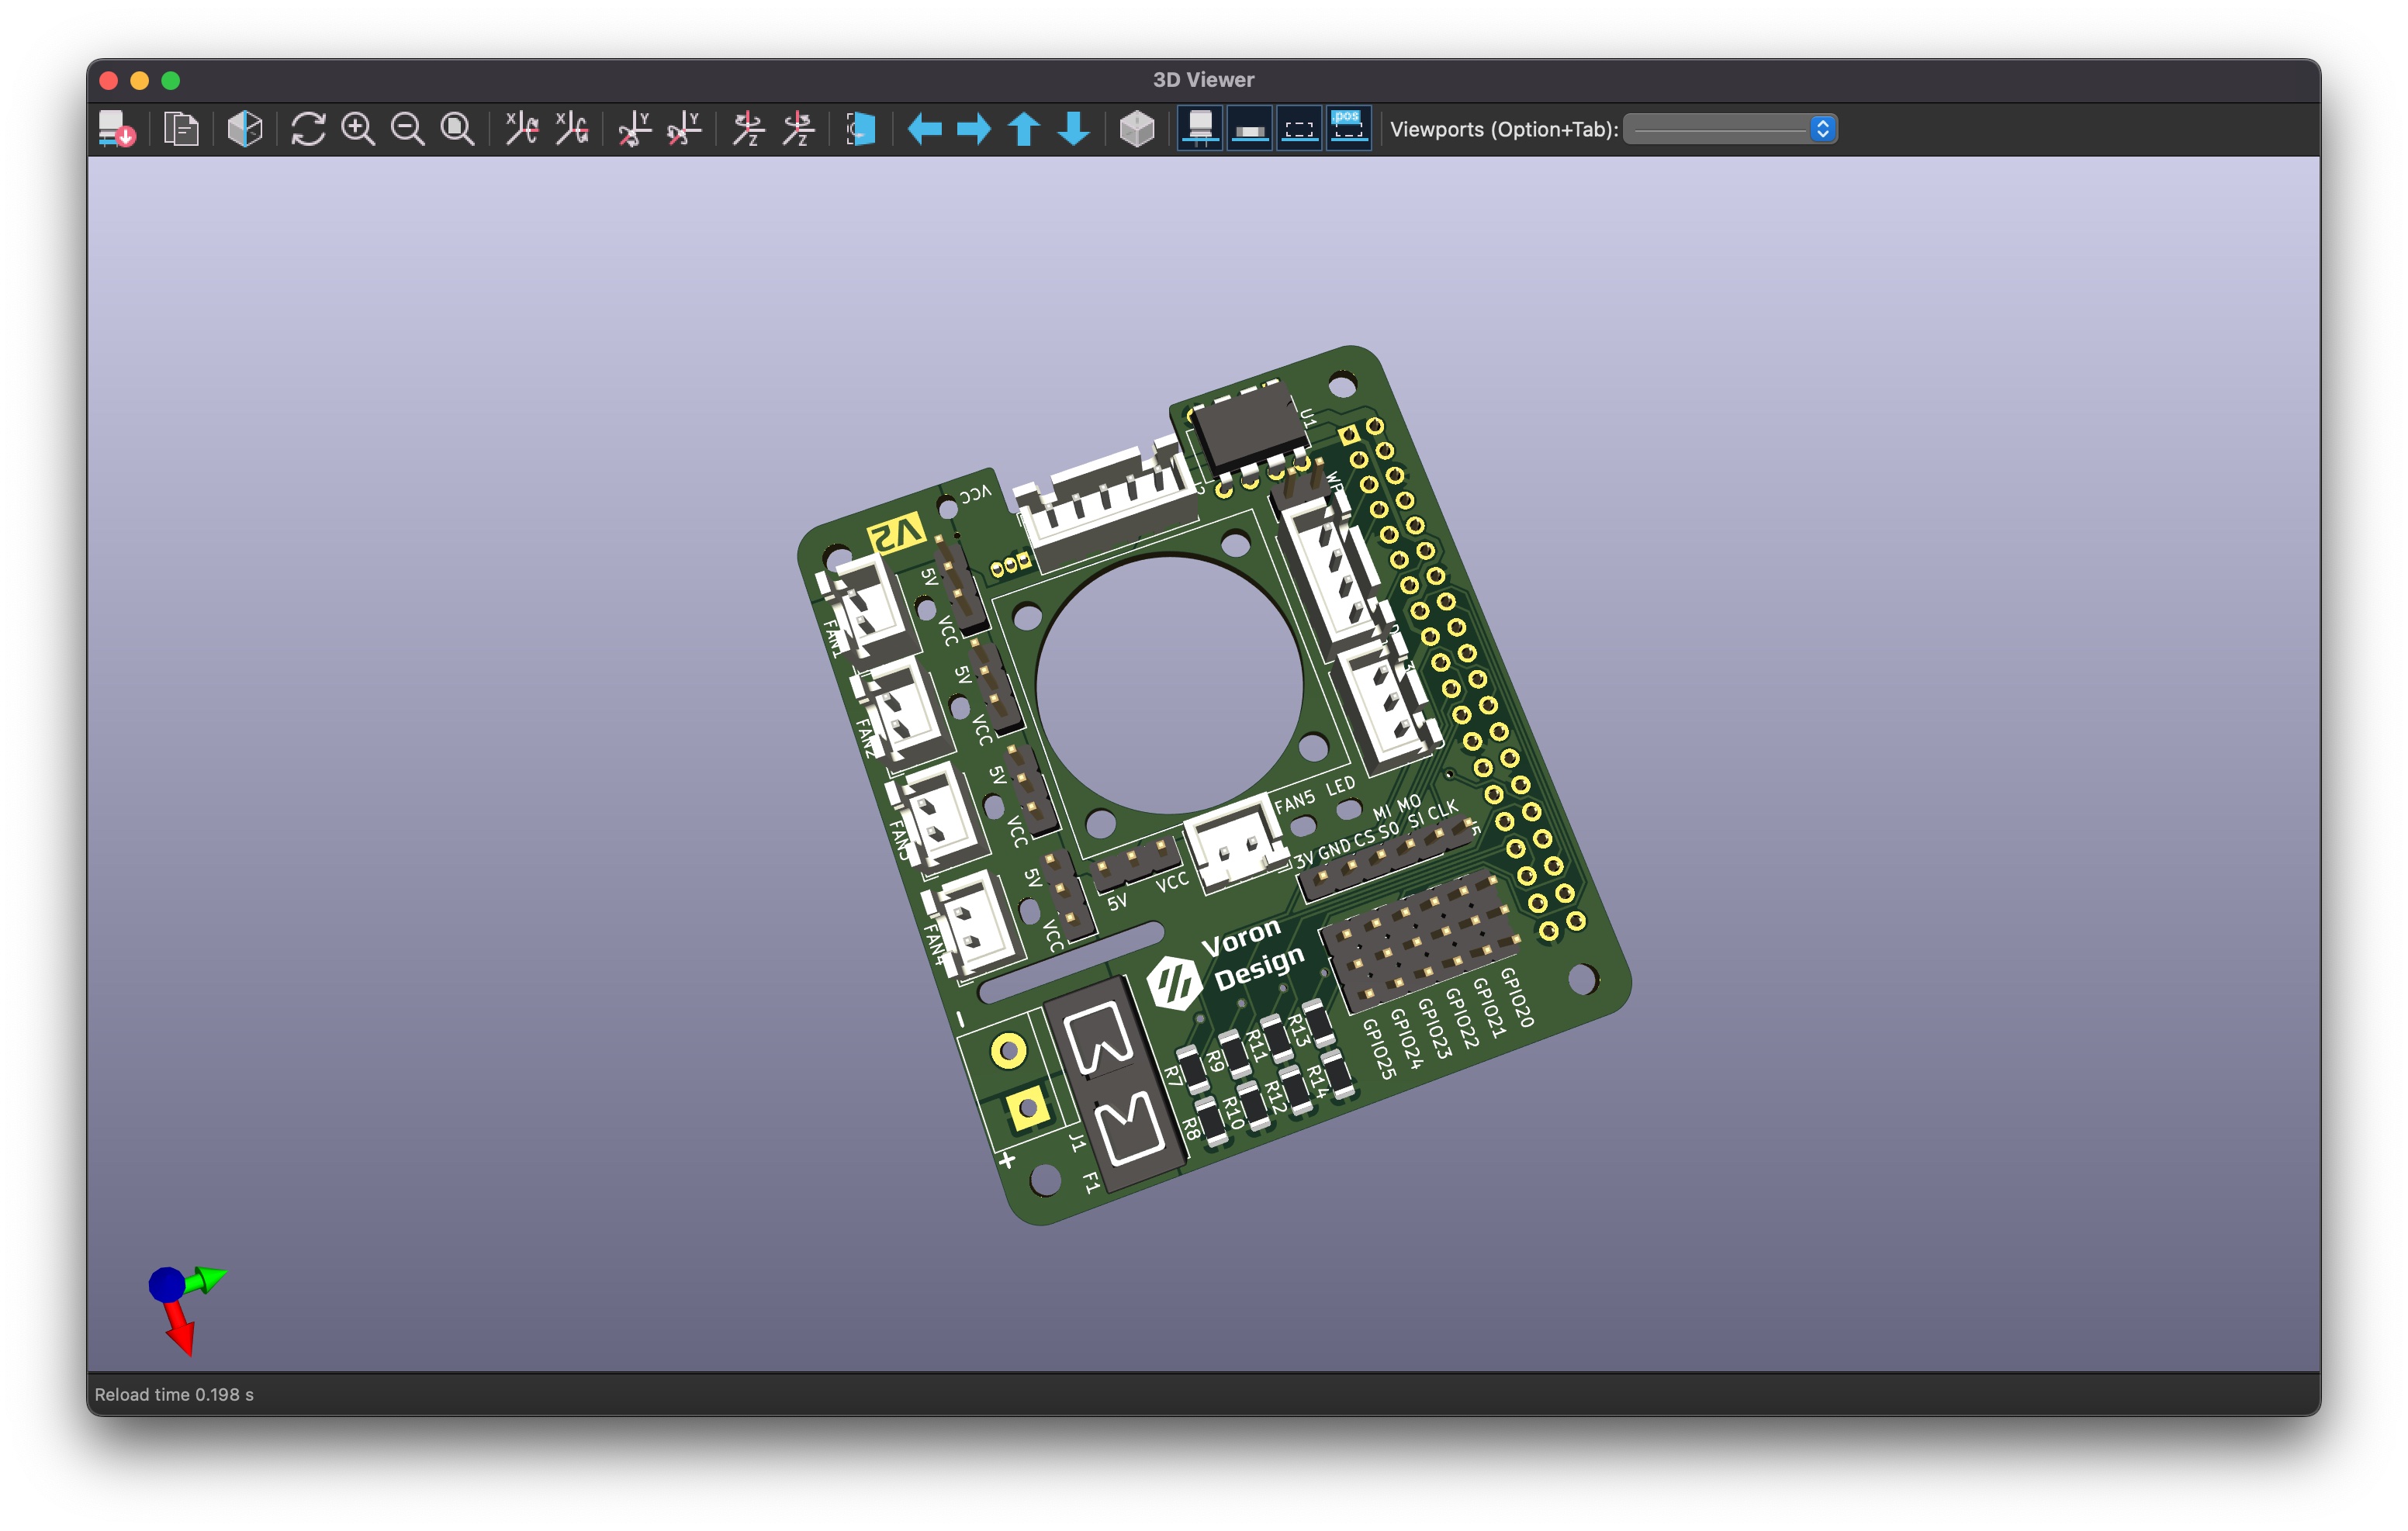 3D Viewer
.pos
Viewports (Option+Tab):
X
X
Y
Y
Z
Z
U1
WP
VCC
V2
5V
FAN1
VCC
5V
FAN2
VCC
5V
VCC
5V
FAN4
VCC
5V
VCC
FAN5
LED
MI MO
3V GND CS SO SI CLK
Voron
Design
GPIO25
GPIO24
GPIO23
GPIO22
GPIO21
GPIO20
R7
R9
R11
R13
R8
R10
R12
R14
-
+
J1
F1
Reload time 0.198 s